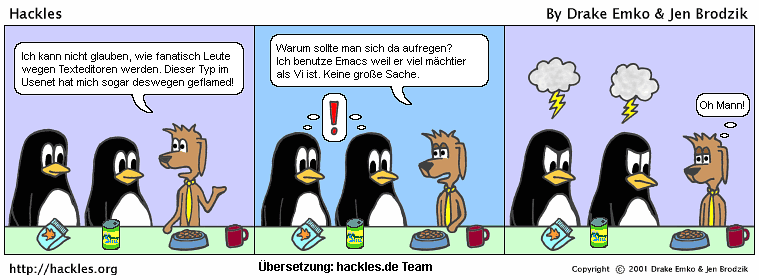 Hackles
By Drake Emko & Jen Brodzik
Ich kann nicht glauben, wie fanatisch Leute
wegen Texteditoren werden. Dieser Typ im
Usenet hat mich sogar deswegen geflamed!
Warum sollte man sich da aufregen?
Ich benutze Emacs weil er viel mächtier
als Vi ist. Keine große Sache.
!
Oh Mann!
http://hackles.org
Übersetzung: hackles.de Team
Copyright © 2001 Drake Emko & Jen Brodzik